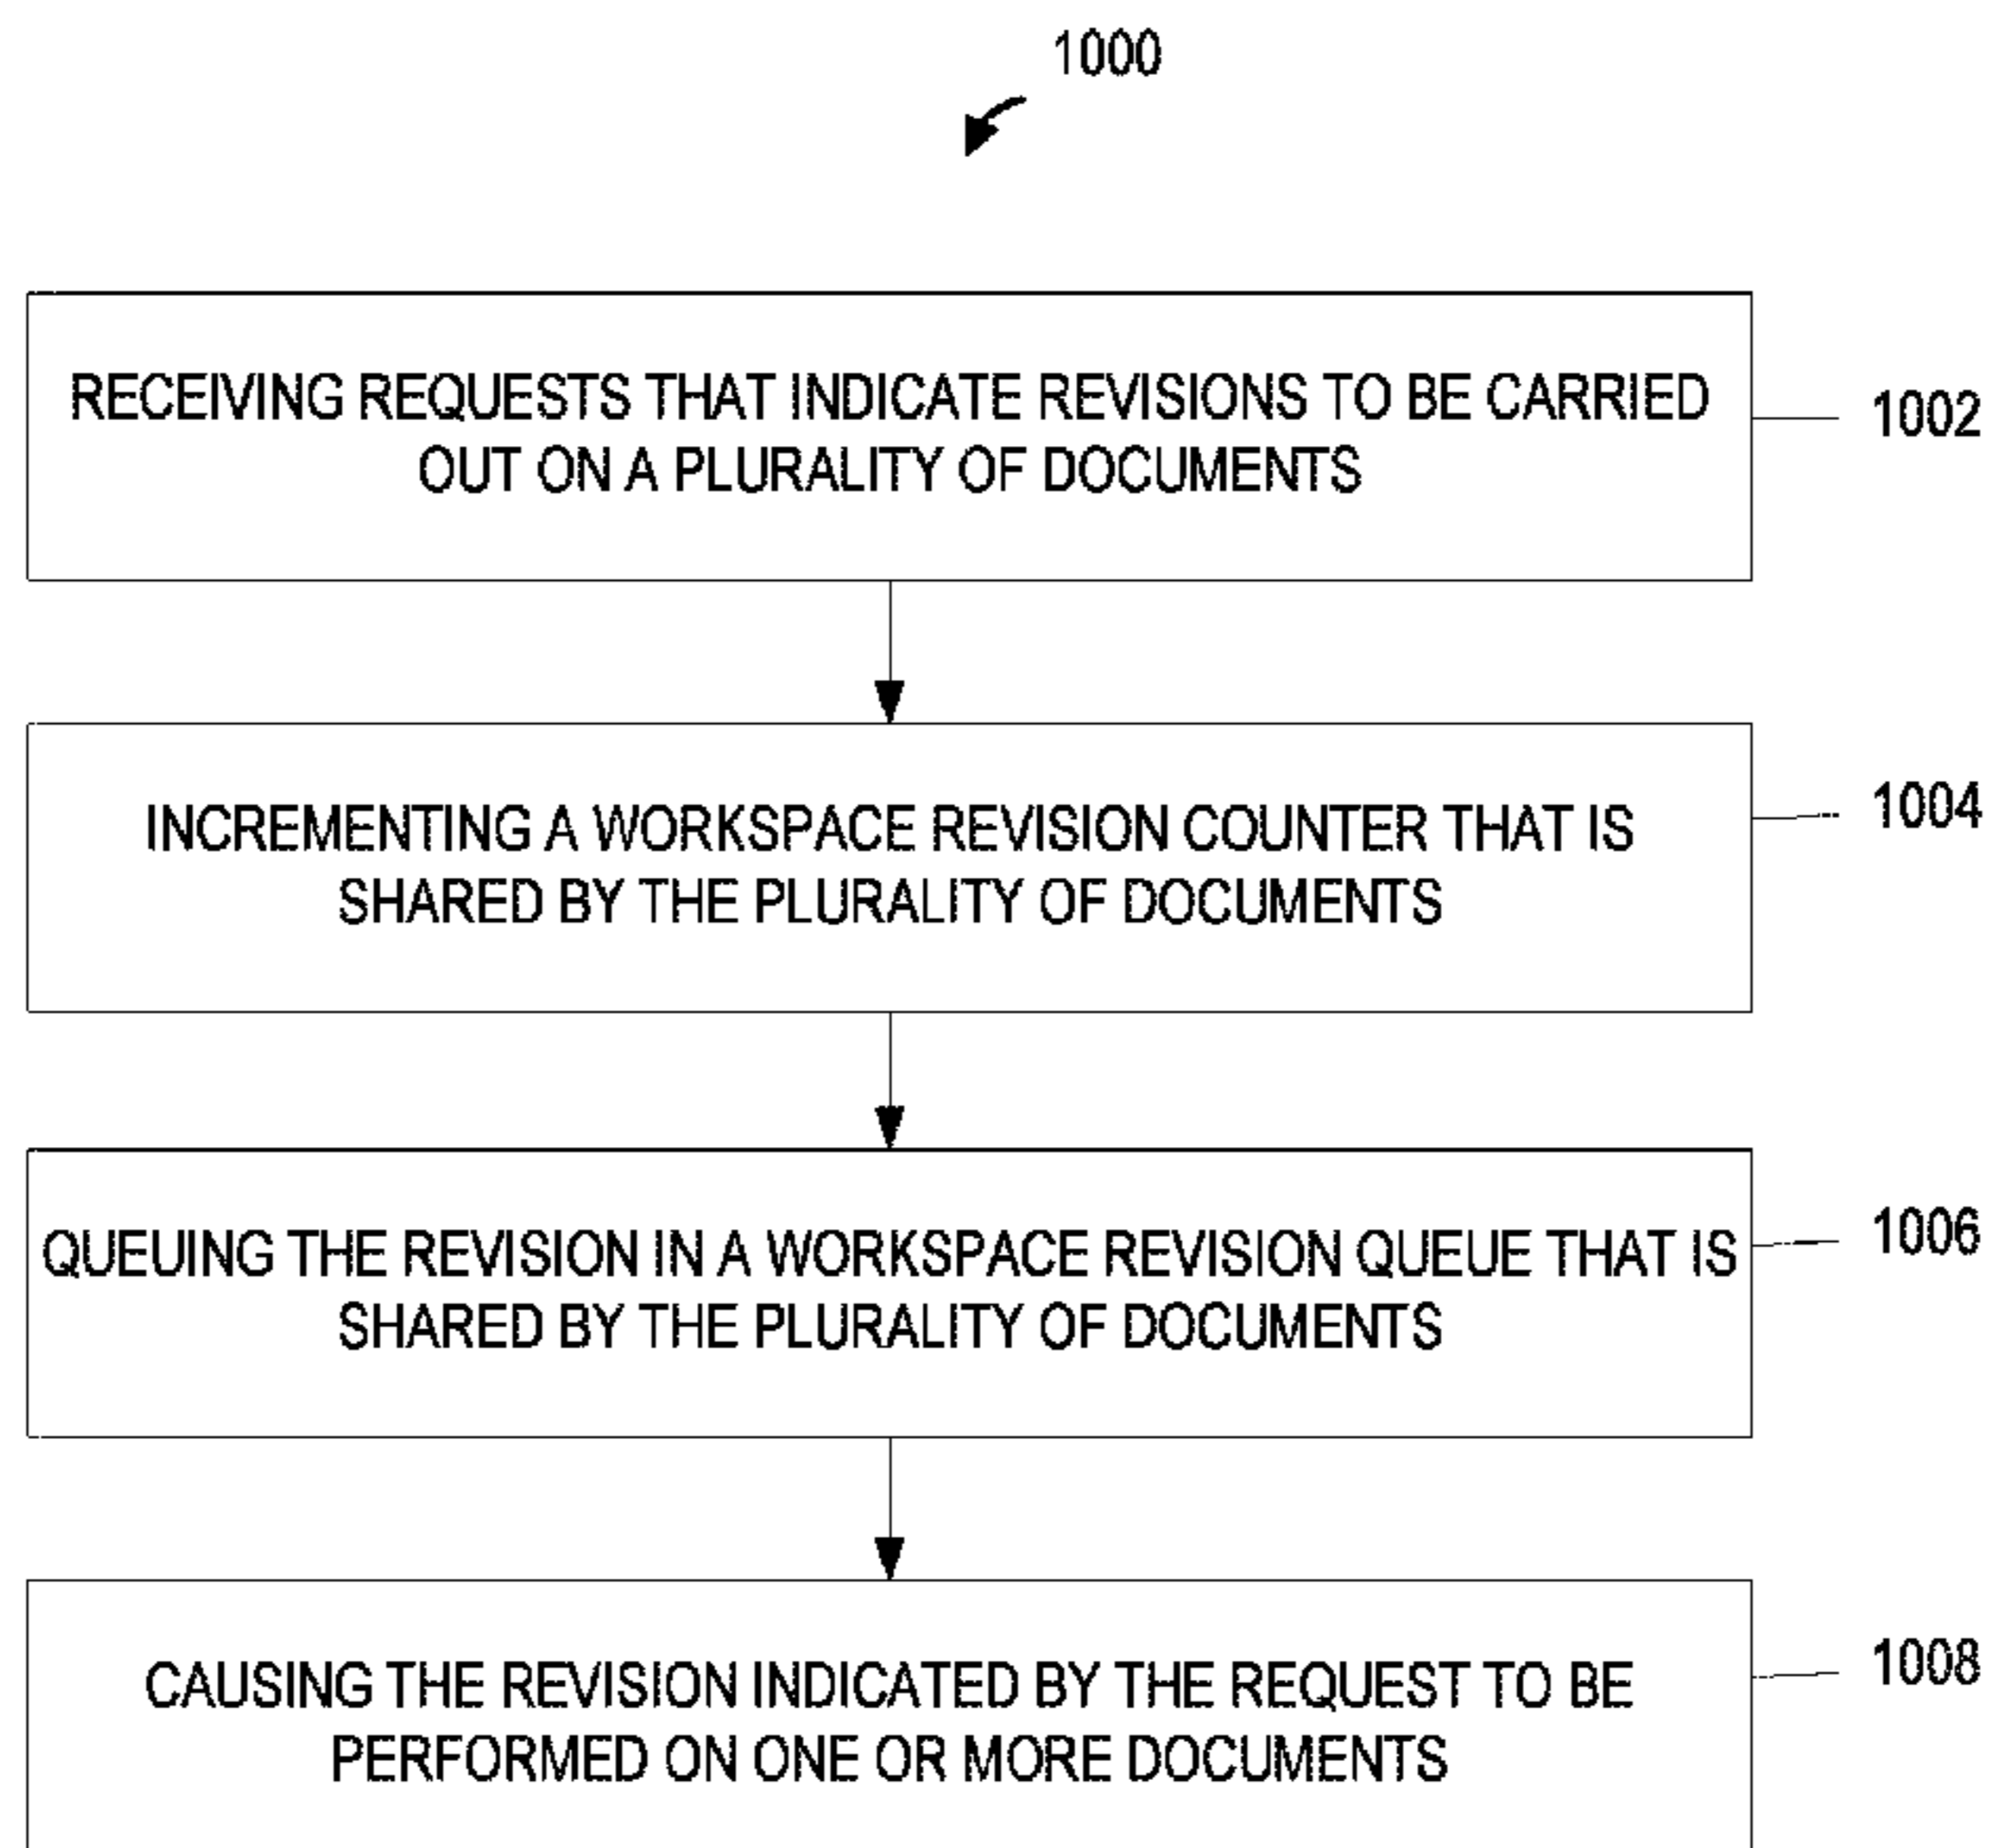 1000
RECEIVING REQUESTS THAT INDICATE REVISIONS TO BE CARRIED
OUT ON A PLURALITY OF DOCUMENTS
1002
INCREMENTING A WORKSPACE REVISION COUNTER THAT IS
SHARED BY THE PLURALITY OF DOCUMENTS
1004
QUEUING THE REVISION IN A WORKSPACE REVISION QUEUE THAT IS
SHARED BY THE PLURALITY OF DOCUMENTS
1006
CAUSING THE REVISION INDICATED BY THE REQUEST TO BE
PERFORMED ON ONE OR MORE DOCUMENTS
1008